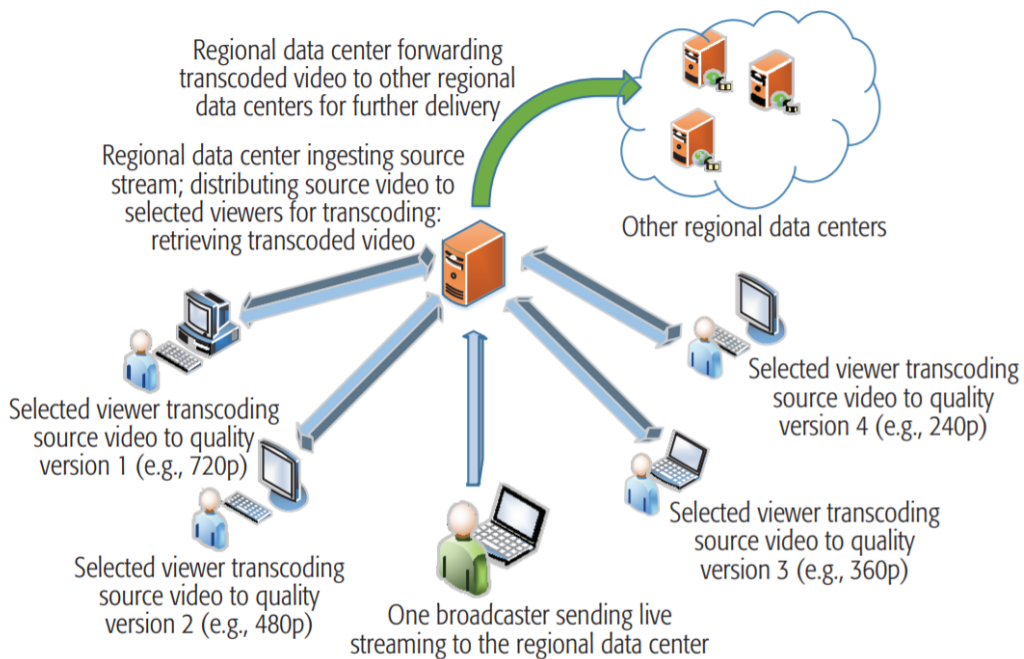 Regional data center forwarding
transcoded video to other regional
data centers for further delivery
Regional data center ingesting source
stream; distributing source video to
selected viewers for transcoding:
retrieving transcoded video
Other regional data centers
Selected viewer transcoding
source video to quality
version 1 (e.g., 720p)
Selected viewer transcoding
source video to quality
version 4 (e.g., 240p)
Selected viewer transcoding
source video to quality
version 2 (e.g., 480p)
Selected viewer transcoding
source video to quality
version 3 (e.g., 360p)
One broadcaster sending live
streaming to the regional data center